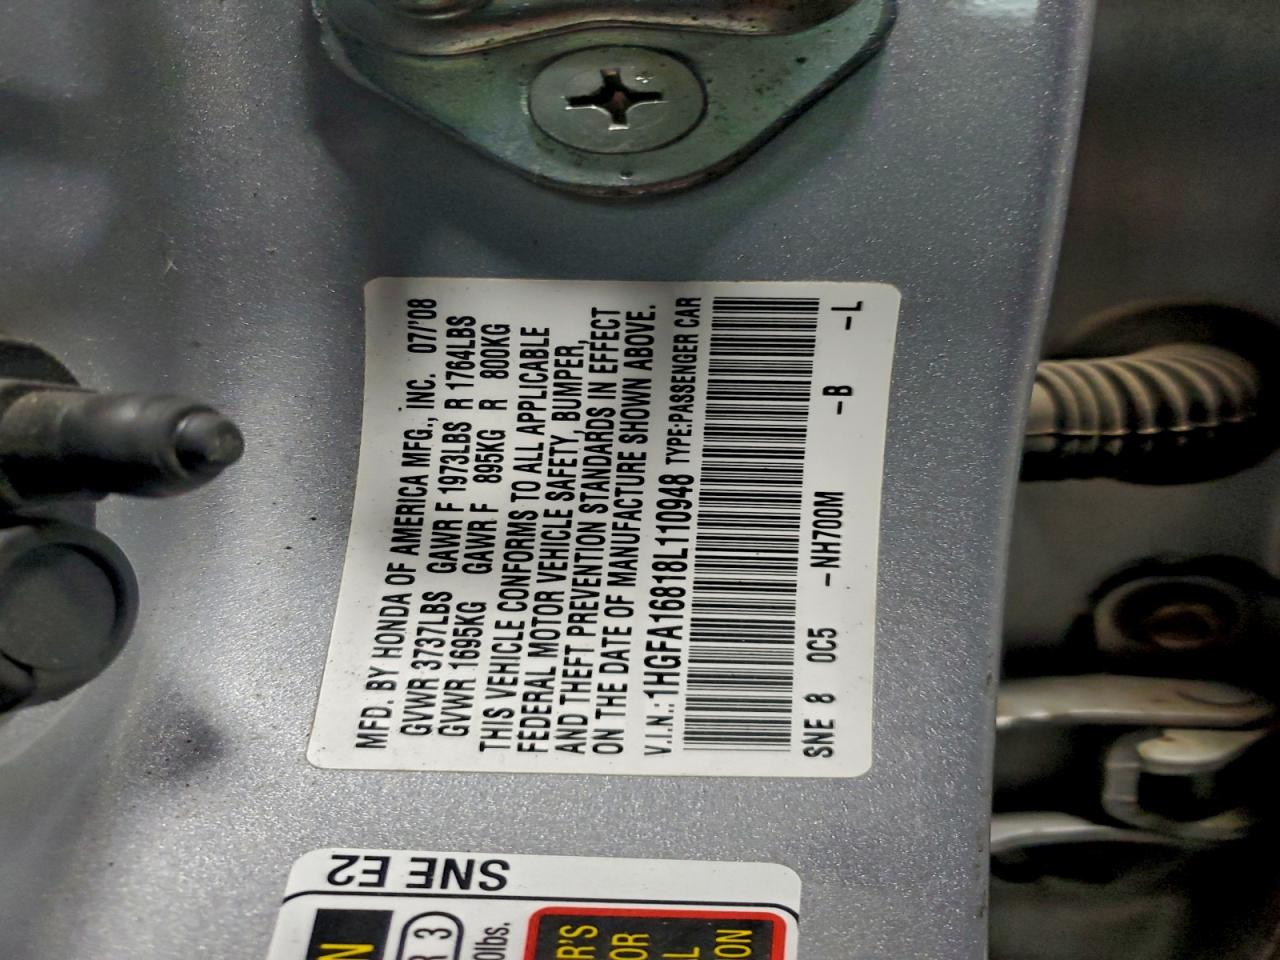 MFD. BY HONDA OF AMERICA MFG., INC. 07/'08
GVWR 3737LBS GAWR F 1973LBS R 1764LBS
GVWR 1695KG GAWR F 895KG R 800KG
THIS VEHICLE CONFORMS TO ALL APPLICABLE
FEDERAL MOTOR VEHICLE SAFETY, BUMPER,
AND THEFT PREVENTION STANDARDS IN EFFECT
ON THE DATE OF MANUFACTURE SHOWN ABOVE.
V.I.N.: 1HGFA16818L110948 TYPE:PASSENGER CAR
SNE 8 0C5 -NH700M -B -L
SNE E2